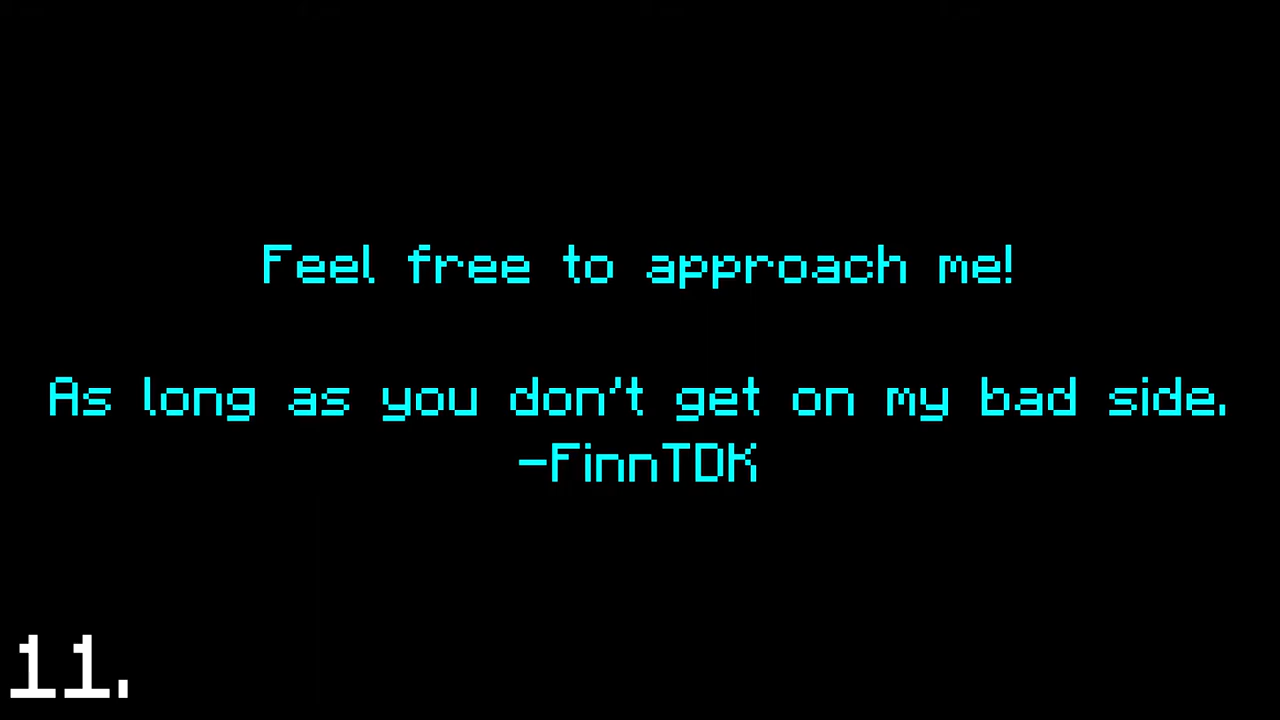 Feel free to approach me!
As long as you don't get on my bad side.
-FinnTDK
11.